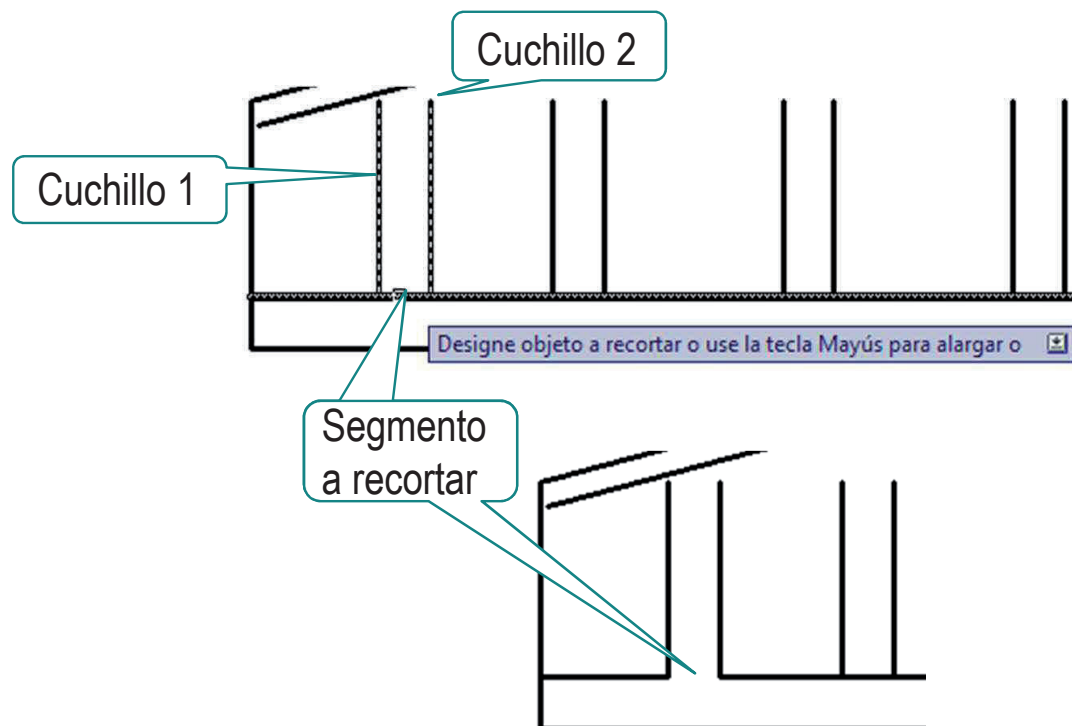 Cuchillo 2
Cuchillo 1
Designe objeto a recortar o use la tecla Mayús para alargar o
Segmento
a recortar